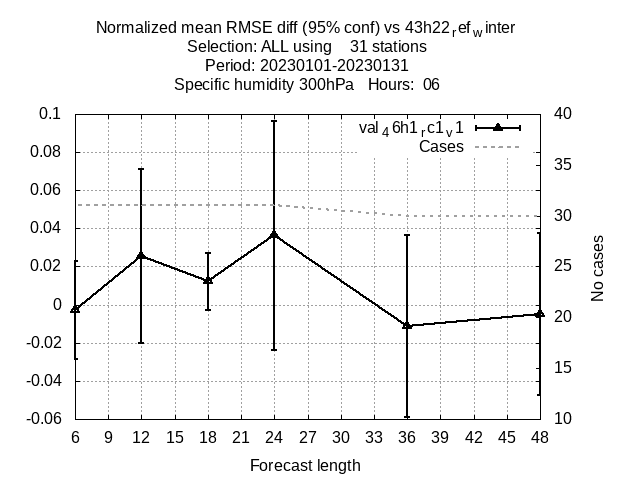 Normalized mean RMSE diff (95% conf) vs 43h22refwinter
Selection: ALL using 31 stations
Period: 20230101-20230131
Specific humidity 300hPa Hours: 06
val46h1rc1v1
Cases
0.1
0.08
0.06
0.04
0.02
0
-0.02
-0.04
-0.06
40
35
30
25
20
15
10
No cases
6 9 12 15 18 21 24 27 30 33 36 39 42 45 48
Forecast length